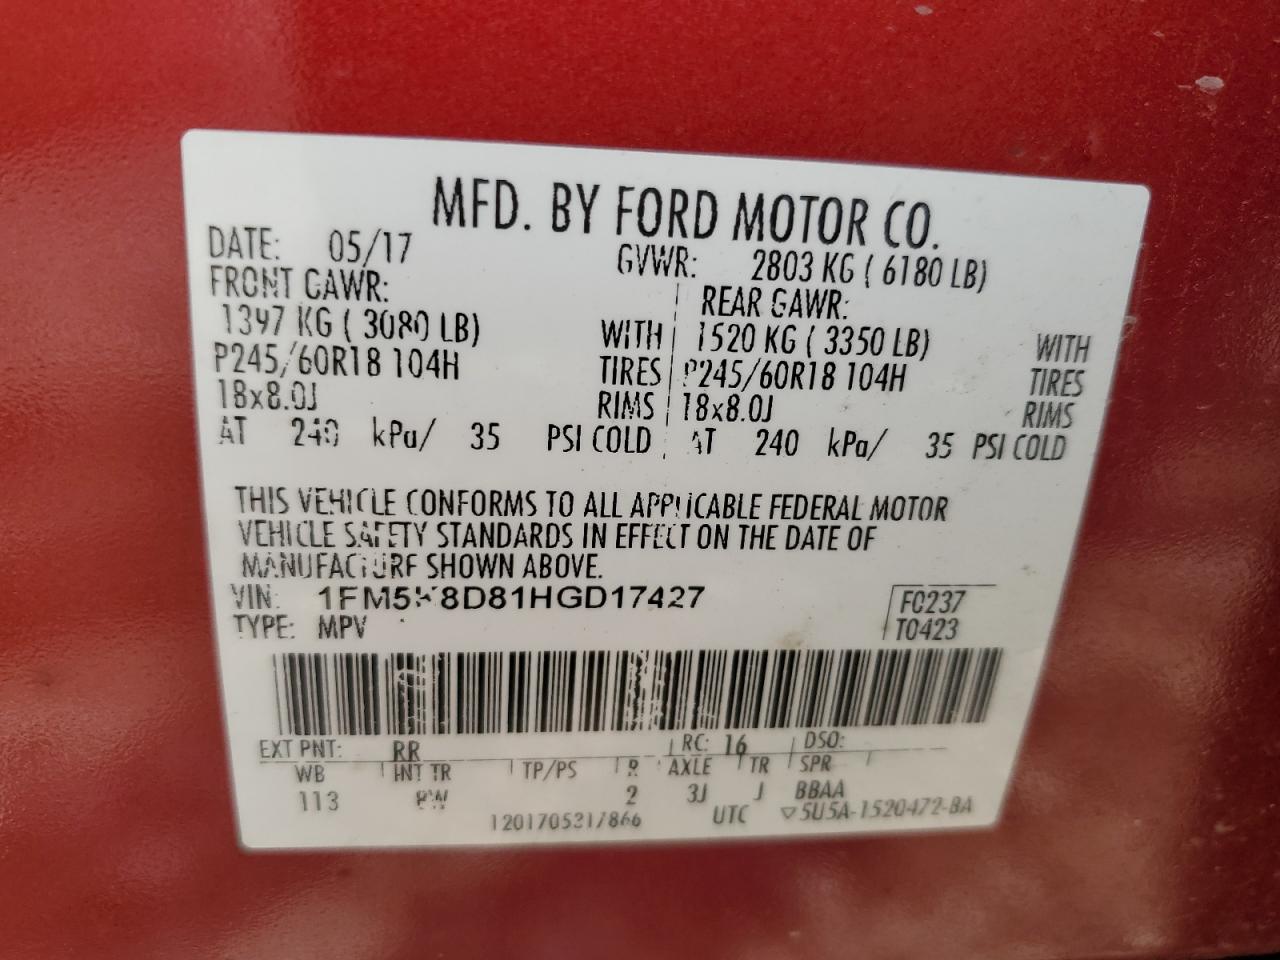 MFD. BY FORD MOTOR CO.
DATE: 05/17 GVWR: 2803 KG ( 6180 LB)
FRONT GAWR: REAR GAWR:
1397 KG ( 3080 LB) WITH 1520 KG ( 3350 LB) WITH
P245/60R18 104H TIRES P245/60R18 104H TIRES
18x8.0J RIMS 18x8.0J RIMS
AT 240 kPa/ 35 PSI COLD AT 240 kPa/ 35 PSI COLD
THIS VEHICLE CONFORMS TO ALL APPLICABLE FEDERAL MOTOR
VEHICLE SAFETY STANDARDS IN EFFECT ON THE DATE OF
MANUFACTURE SHOWN ABOVE.
VIN: 1FM5K8D81HGD17427 F0237
TYPE: MPV T0423
EXT PNT: RR RC: 16 DSO:
WB INT TR TP/PS R AXLE TR SPR
113 2 3J J BBAA
UTC ▽5U5A-1520472-BA